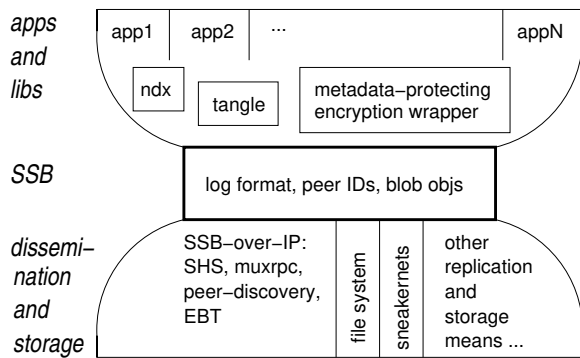 apps
and
libs
app1
app2
...
appN
ndx
tangle
metadata−protecting
encryption wrapper
SSB
log format, peer IDs, blob objs
dissemi−
nation
and
storage
SSB−over−IP:
SHS, muxrpc,
peer−discovery,
EBT
file system
sneakernets
other
replication
and
storage
means ...